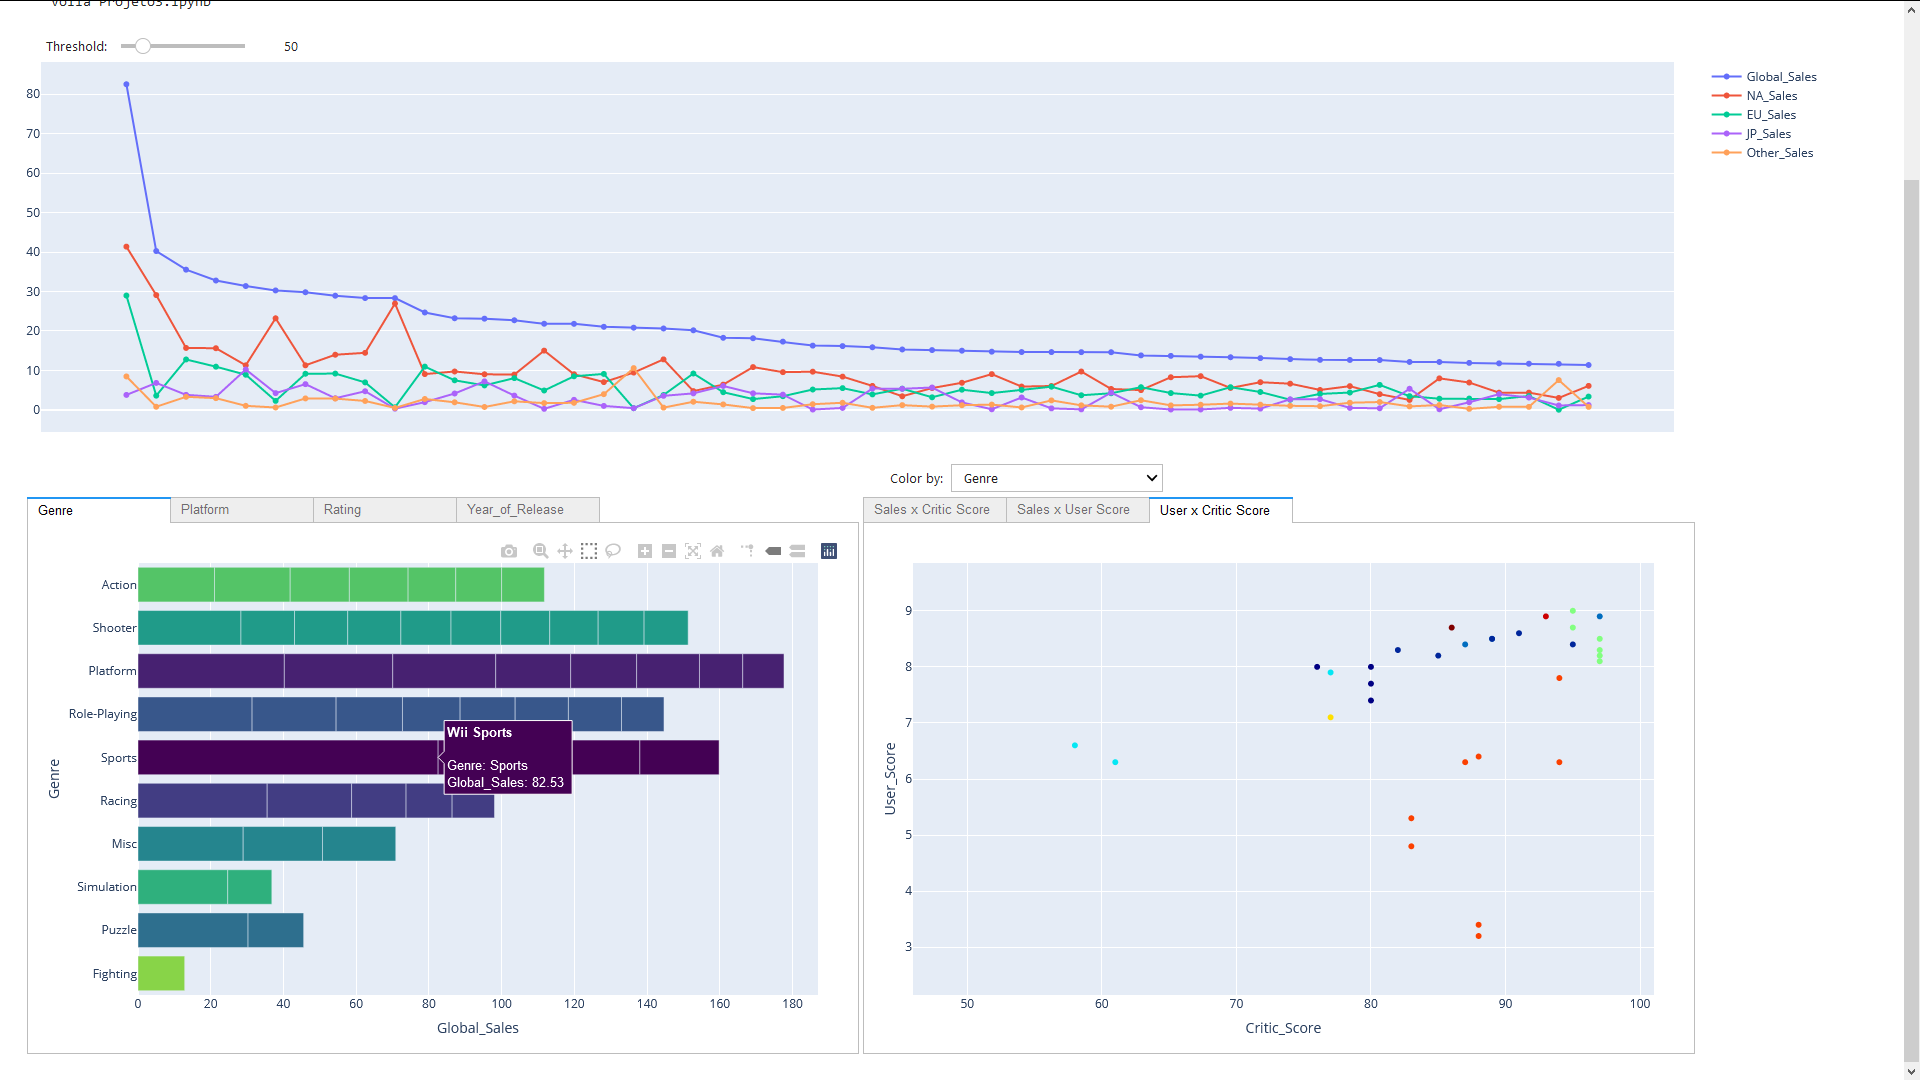 voila Projeto3.ipynb
Threshold: 50
80
70
60
50
40
30
20
10
0
Global_Sales
NA_Sales
EU_Sales
JP_Sales
Other_Sales
Color by: Genre
Genre Platform Rating Year_of_Release
Action
Shooter
Platform
Role-Playing
Sports
Racing
Misc
Simulation
Puzzle
Fighting
Genre
Wii Sports
Genre: Sports
Global_Sales: 82.53
0 20 40 60 80 100 120 140 160 180
Global_Sales
Sales x Critic Score Sales x User Score User x Critic Score
9
8
7
6
5
4
3
User_Score
50 60 70 80 90 100
Critic_Score